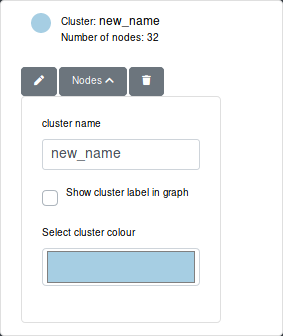 Cluster: new_name
Number of nodes: 32
Nodes
cluster name
new_name
Show cluster label in graph
Select cluster colour